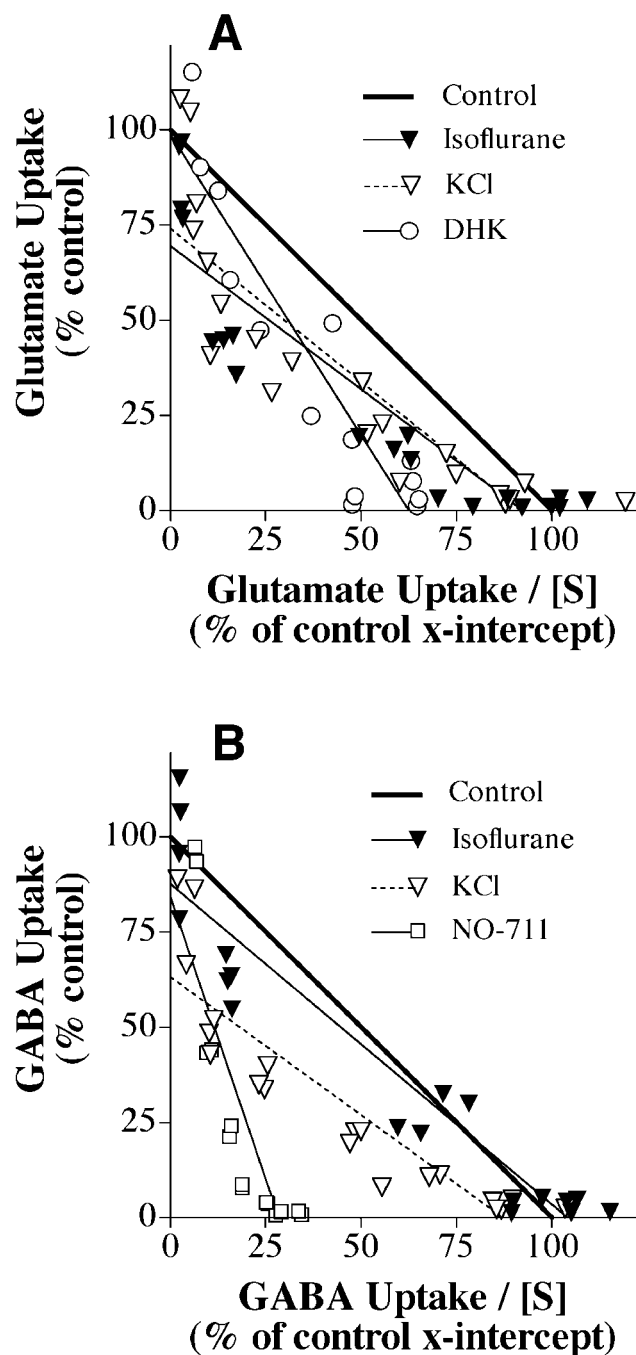 A
Glutamate Uptake
(% control)
100
75
50
25
0
Control
Isoflurane
KCl
DHK
0 25 50 75 100
Glutamate Uptake / [S]
(% of control x-intercept)
B
GABA Uptake
(% control)
100
75
50
25
0
Control
Isoflurane
KCl
NO-711
0 25 50 75 100
GABA Uptake / [S]
(% of control x-intercept)